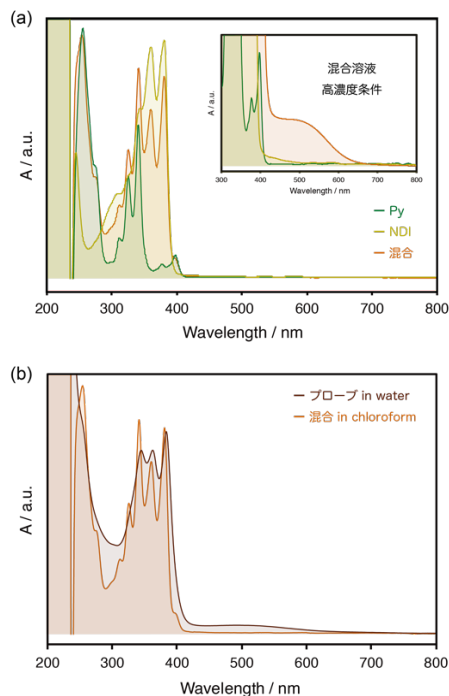 (a)
A / a.u.
A / a.u.
混合溶液
高濃度条件
300 400 500 600 700 800
Wavelength / nm
Py
NDI
混合
200 300 400 500 600 700 800
Wavelength / nm
(b)
A / a.u.
プローブ in water
混合 in chloroform
200 300 400 500 600 700 800
Wavelength / nm